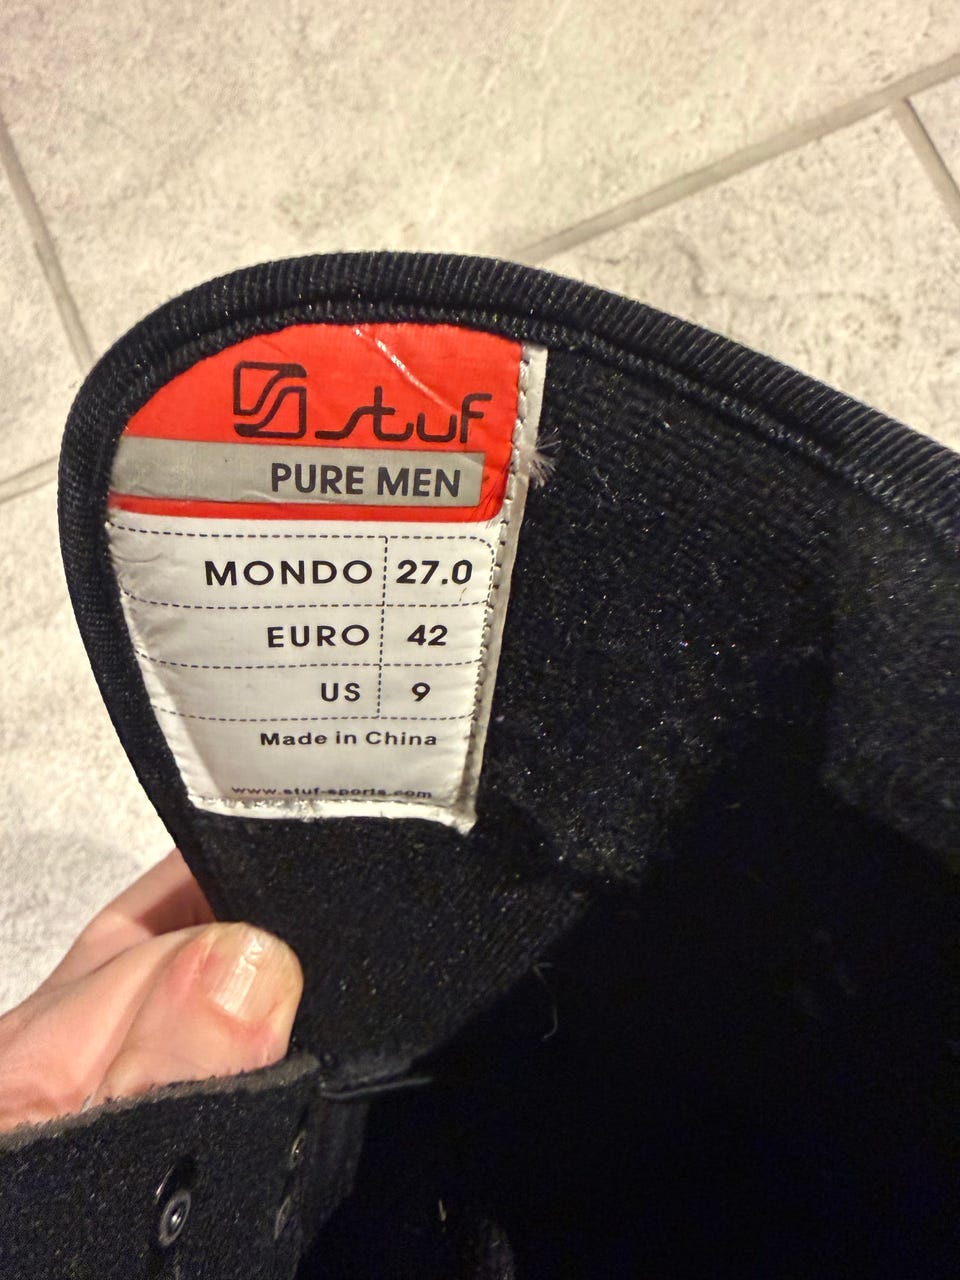 stuf
PURE MEN
MONDO 27.0
EURO 42
US 9
Made in China
www.stuf-sports.com